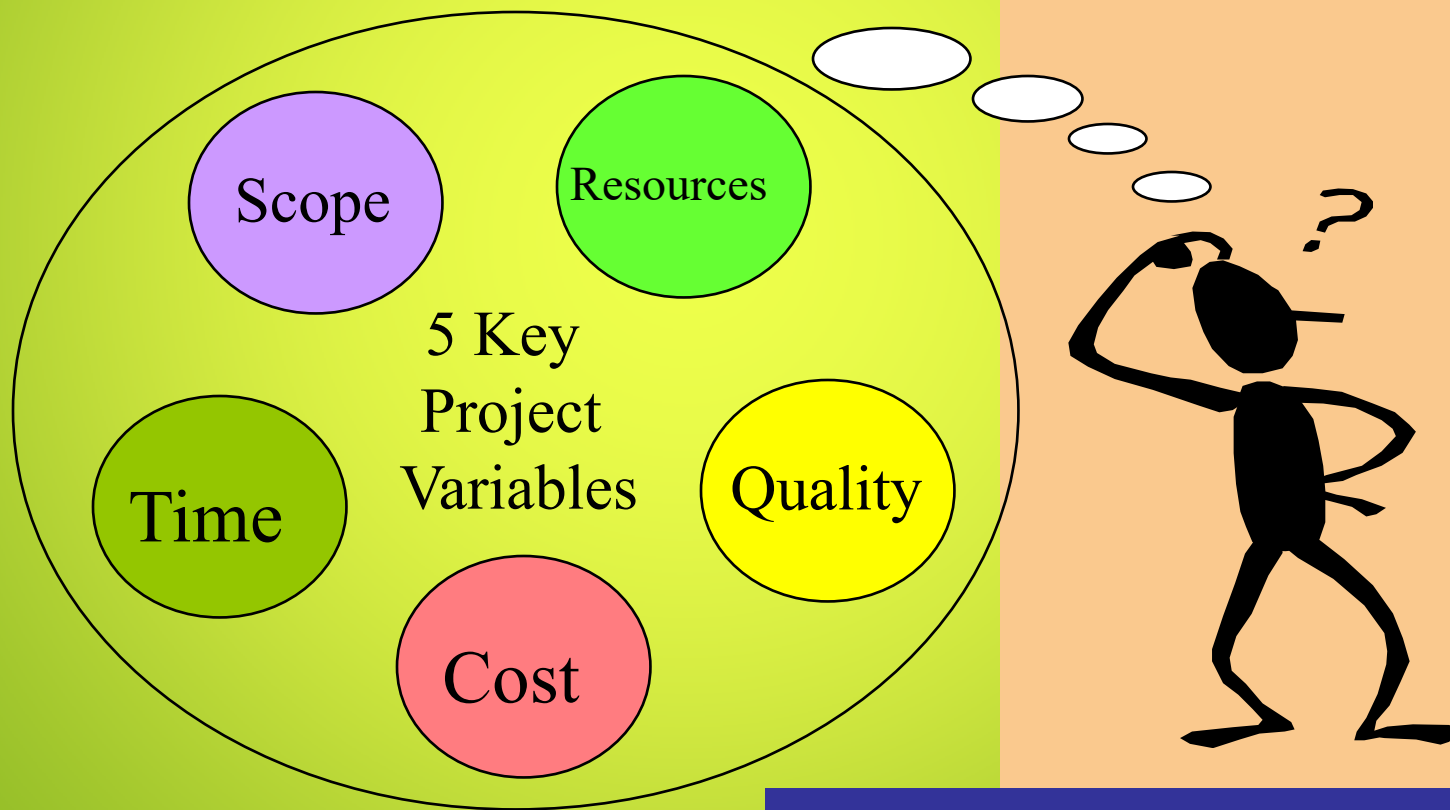 Scope
Resources
5 Key
Project
Variables
Time
Quality
Cost
?